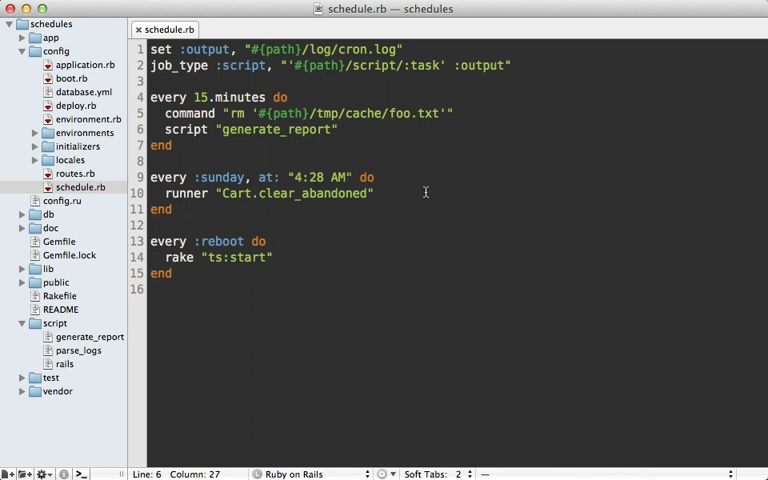 schedule.rb — schedules
schedules
app
config
application.rb
boot.rb
database.yml
deploy.rb
environment.rb
environments
initializers
locales
routes.rb
schedule.rb
config.ru
db
doc
Gemfile
Gemfile.lock
lib
public
Rakefile
README
script
generate_report
parse_logs
rails
test
vendor
schedule.rb
1 set :output, "#{path}/log/cron.log"
2 job_type :script, "'#{path}/script/:task' :output"
3
4 every 15.minutes do
5 command "rm '#{path}/tmp/cache/foo.txt'"
6 script "generate_report"
7 end
8
9 every :sunday, at: "4:28 AM" do
10 runner "Cart.clear_abandoned"
11 end
12
13 every :reboot do
14 rake "ts:start"
15 end
16
Line: 6 Column: 27 Ruby on Rails Soft Tabs: 2 —